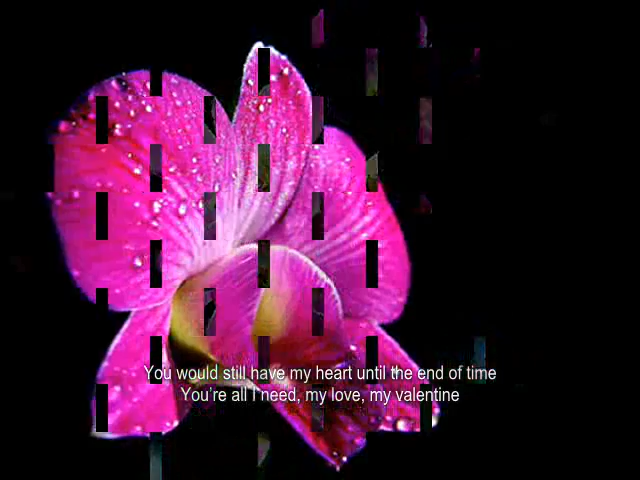 You would still have my heart until the end of time
You're all I need, my love, my valentine